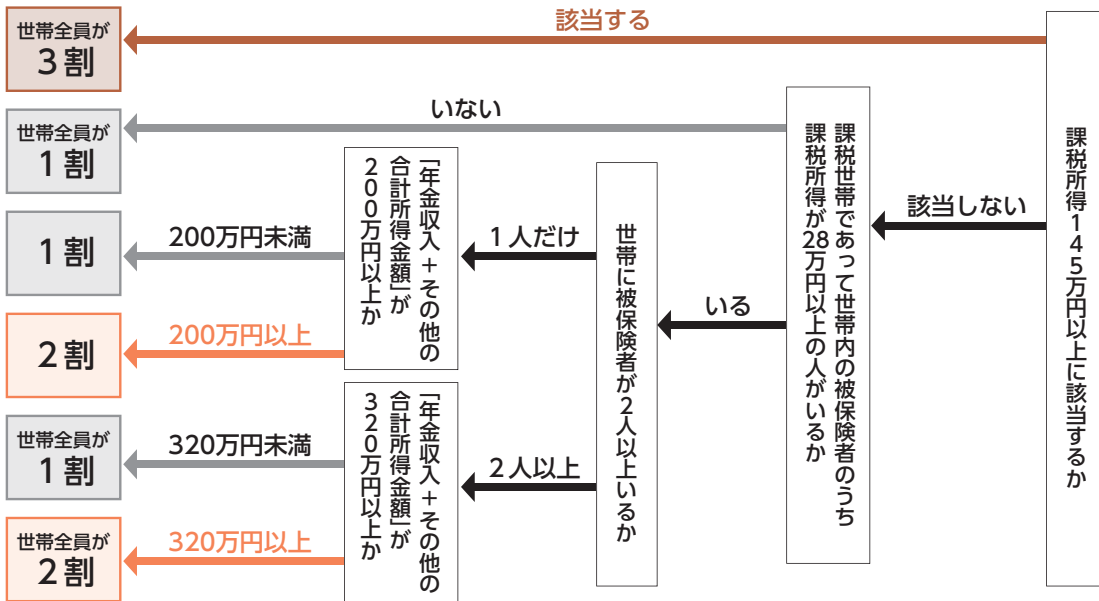 課税所得145万円以上に該当するか
該当する
世帯全員が
3割
該当しない
課税世帯であって世帯内の被保険者のうち
課税所得が28万円以上の人がいるか
いない
世帯全員が
1割
いる
世帯に被保険者が2人以上いるか
1人だけ
「年金収入+その他の
合計所得金額」が
200万円以上か
200万円未満
1割
200万円以上
2割
2人以上
「年金収入+その他の
合計所得金額」が
320万円以上か
320万円未満
世帯全員が
1割
320万円以上
世帯全員が
2割